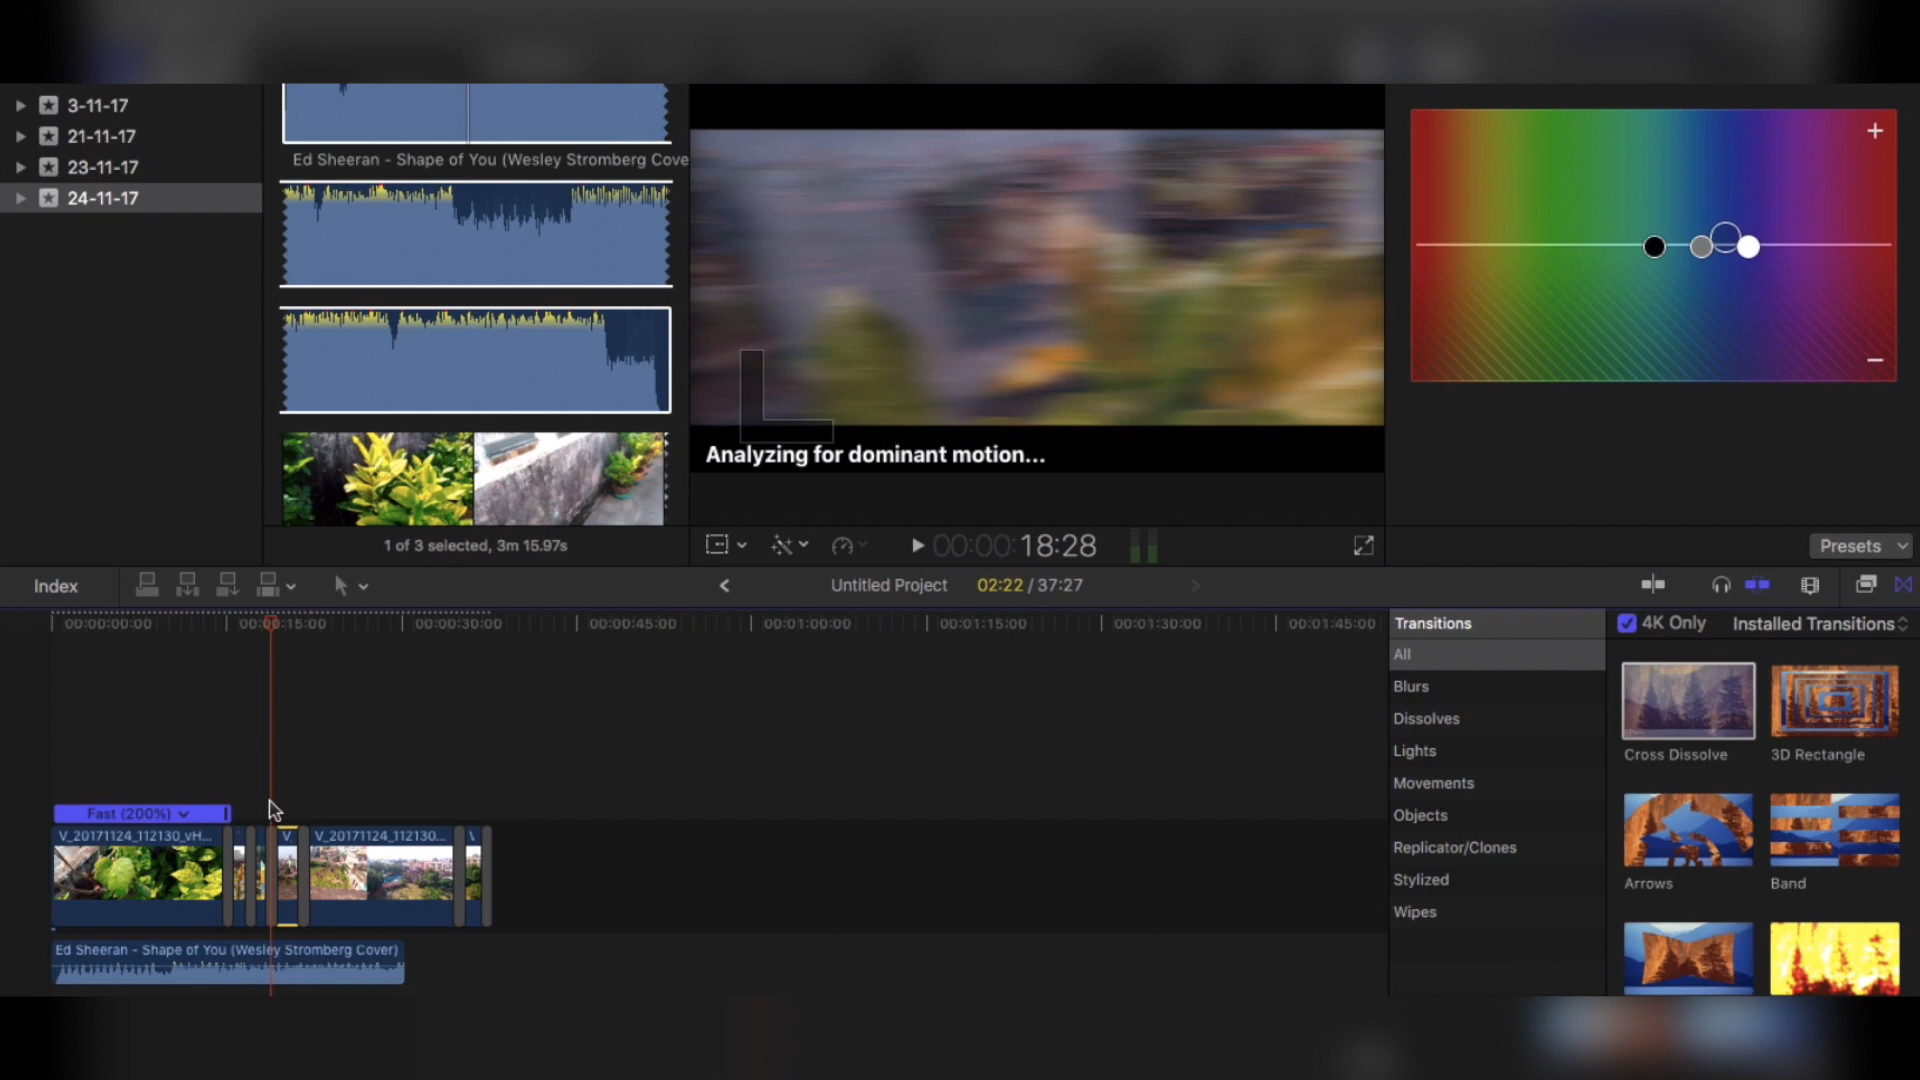 3-11-17
21-11-17
23-11-17
24-11-17
Ed Sheeran - Shape of You (Wesley Stromberg Cove
1 of 3 selected, 3m 15.97s
Analyzing for dominant motion...
00:00:18:28
Presets
Index
Untitled Project
02:22 / 37:27
00:00:00:00
00:00:15:00
00:00:30:00
00:00:45:00
00:01:00:00
00:01:15:00
00:01:30:00
00:01:45:00
Fast (200%)
V_20171124_112130_vH...
V
V_20171124_112130...
Ed Sheeran - Shape of You (Wesley Stromberg Cover)
Transitions
All
Blurs
Dissolves
Lights
Movements
Objects
Replicator/Clones
Stylized
Wipes
4K Only
Installed Transitions
Cross Dissolve
3D Rectangle
Arrows
Band